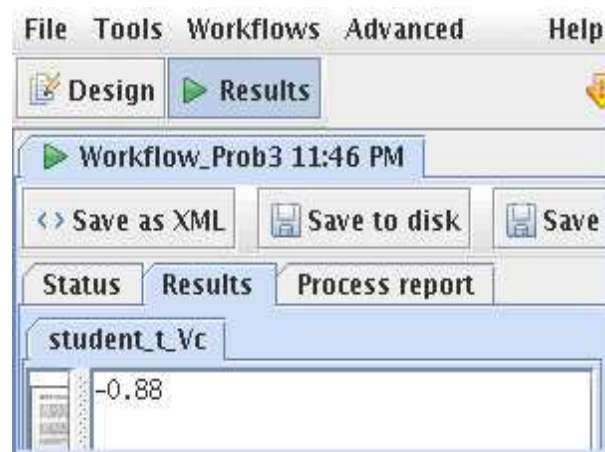 File Tools Workflows Advanced Help
Design Results
Workflow_Prob3 11:46 PM
<> Save as XML Save to disk Save
Status Results Process report
student_t_Vc
-0.88